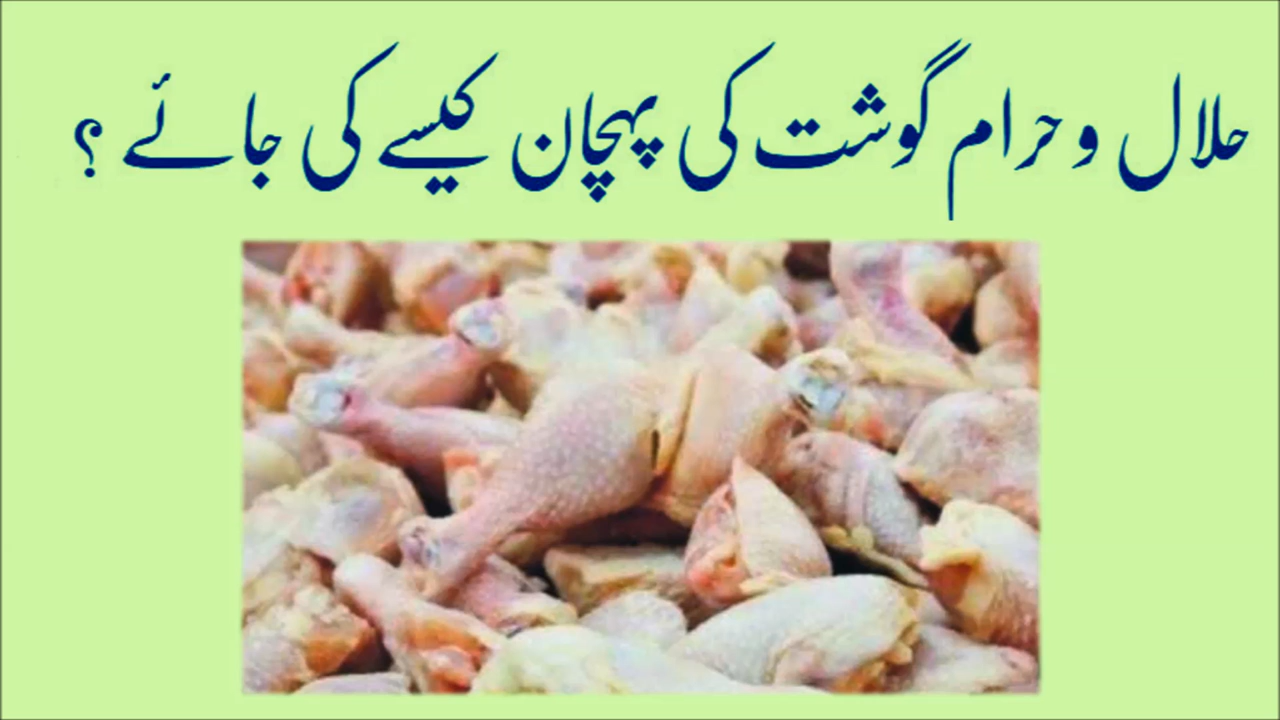 حلال و حرام گوشت کی پہچان کیسے کی جائے ؟